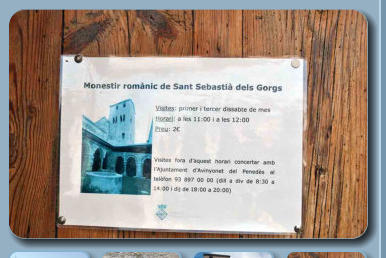 Monestir romànic de Sant Sebastià dels Gorgs
Visites: primer i tercer dissabte de mes
Horari: a les 11:00 i a les 12:00
Preu: 2€
Visites fora d'aquest horari concertar amb
l'Ajuntament d'Avinyonet del Penedès al
telèfon 93 897 00 00 (dill a div de 8:30 a
14:00 i dij de 18:00 a 20:00)